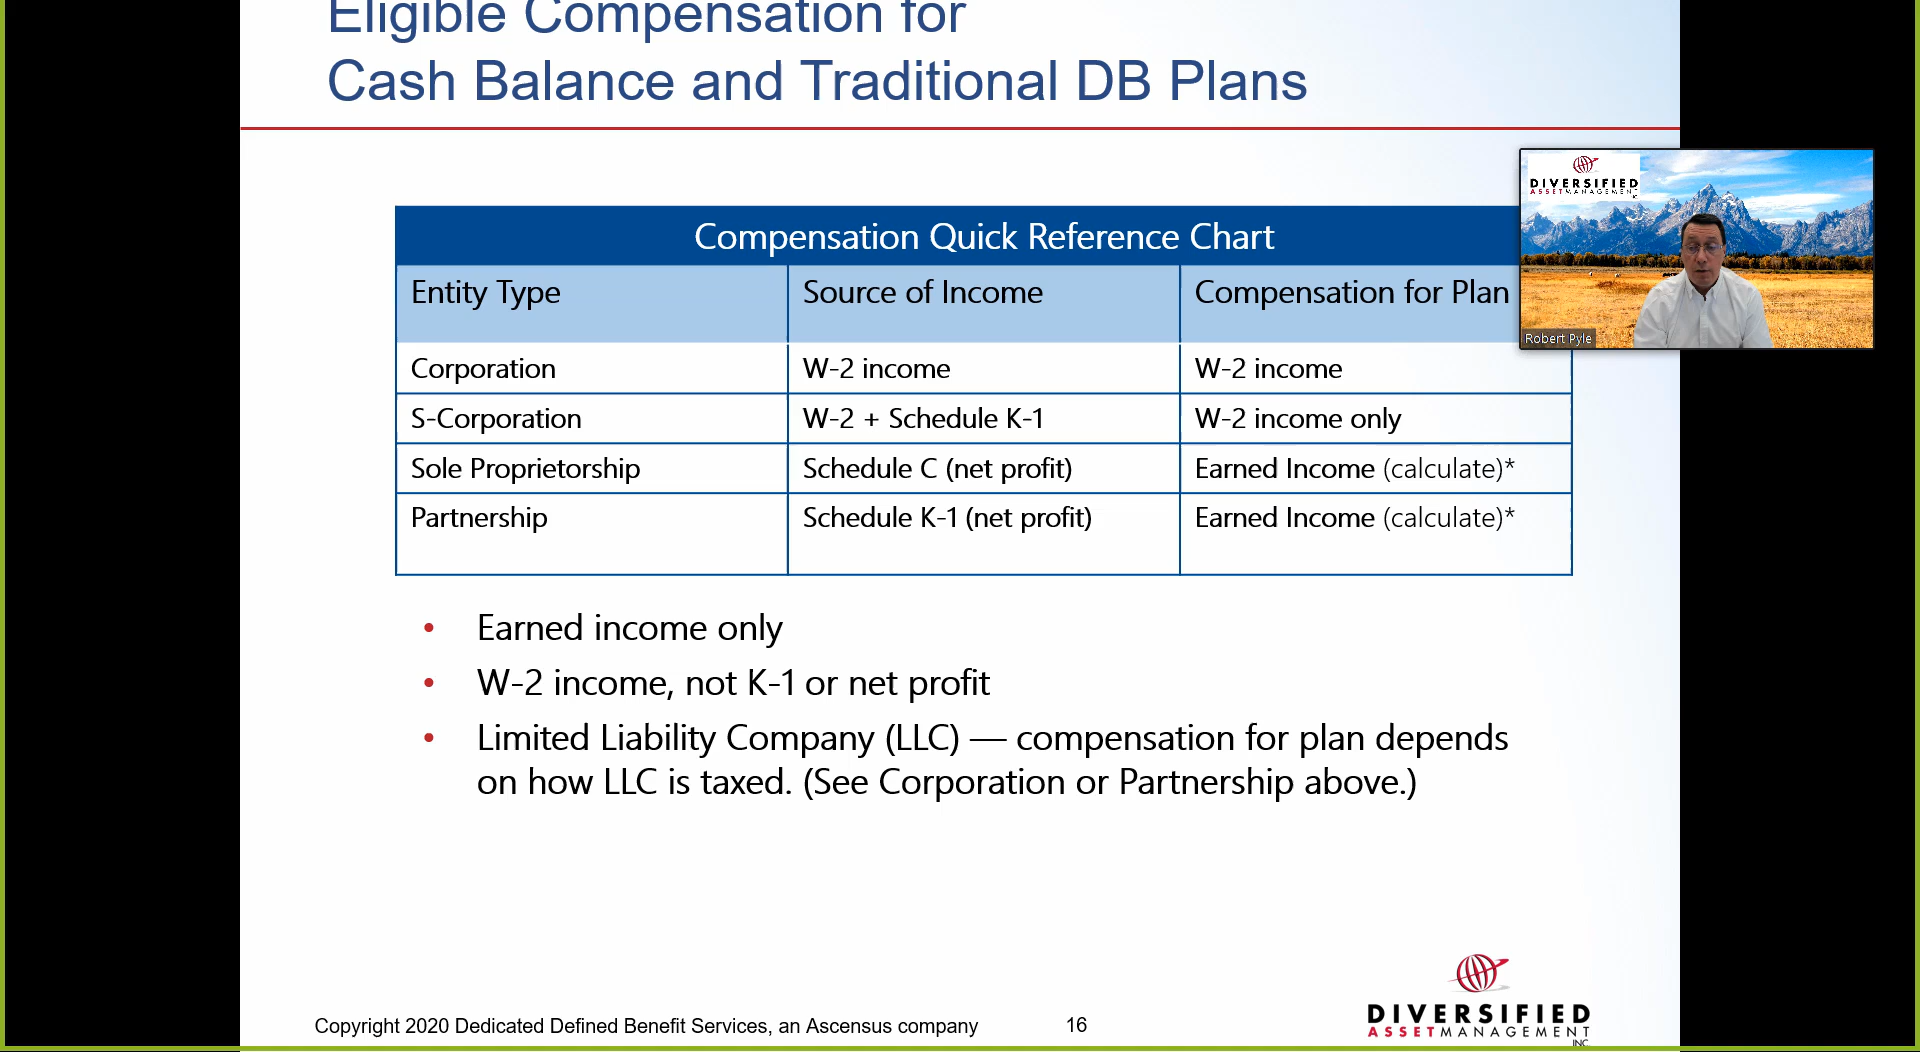 Eligible Compensation for
Cash Balance and Traditional DB Plans
DIVERSIFIED
ASSETMANAGEMENT
Robert Pyle
Compensation Quick Reference Chart
Entity Type Source of Income Compensation for Plan
Corporation W-2 income W-2 income
S-Corporation W-2 + Schedule K-1 W-2 income only
Sole Proprietorship Schedule C (net profit) Earned Income (calculate)*
Partnership Schedule K-1 (net profit) Earned Income (calculate)*
• Earned income only
• W-2 income, not K-1 or net profit
• Limited Liability Company (LLC) — compensation for plan depends
on how LLC is taxed. (See Corporation or Partnership above.)
Copyright 2020 Dedicated Defined Benefit Services, an Ascensus company 16
DIVERSIFIED
ASSETMANAGEMENT
INC.